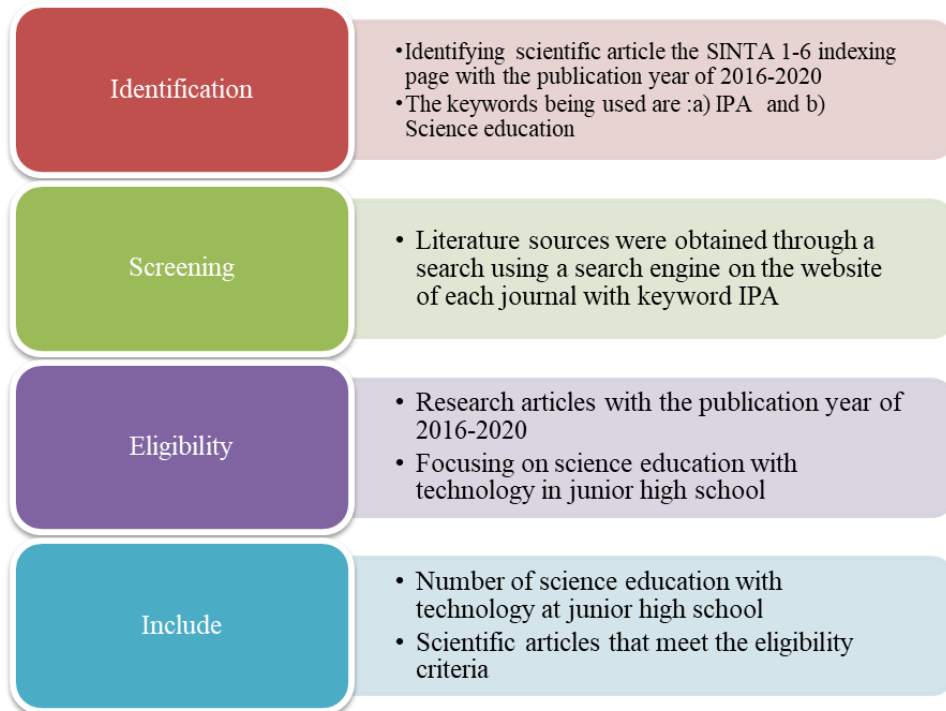 Identification
•Identifying scientific article the SINTA 1-6 indexing
page with the publication year of 2016-2020
•The keywords being used are :a) IPA and b)
Science education
Screening
• Literature sources were obtained through a
search using a search engine on the website
of each journal with keyword IPA
Eligibility
• Research articles with the publication year of
2016-2020
• Focusing on science education with
technology in junior high school
Include
• Number of science education with
technology at junior high school
• Scientific articles that meet the eligibility
criteria